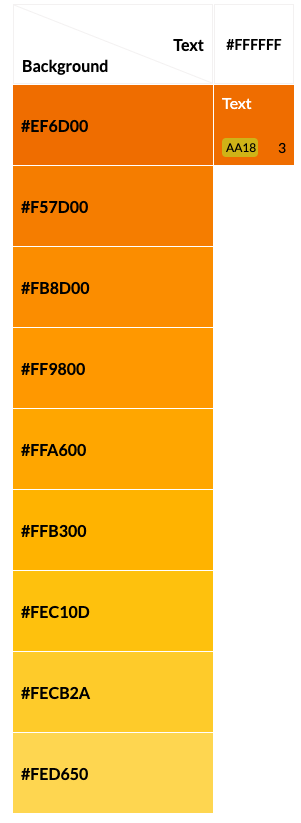 Text
Background
#FFFFFF
#EF6D00
Text
AA18
3
#F57D00
#FB8D00
#FF9800
#FFA600
#FFB300
#FEC10D
#FECB2A
#FED650